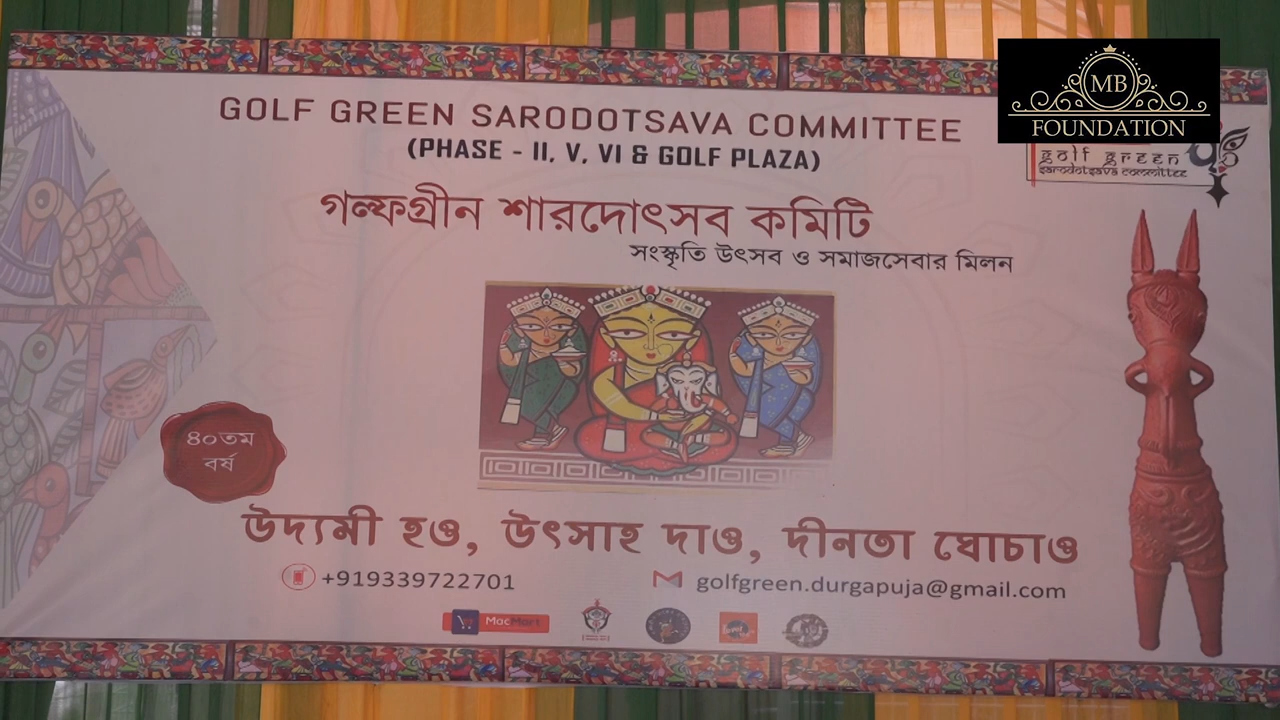 MB
FOUNDATION
GOLF GREEN SARODOTSAVA COMMITTEE
(PHASE - II, V, VI & GOLF PLAZA)
golf green
sarodotsava committee
গল্ফগ্রীন শারদোৎসব কমিটি
সংস্কৃতি উৎসব ও সমাজসেবার মিলন
৪০তম
বর্ষ
উদ্যমী হও, উৎসাহ দাও, দীনতা ঘোচাও
+919339722701
golfgreen.durgapuja@gmail.com
MacMart